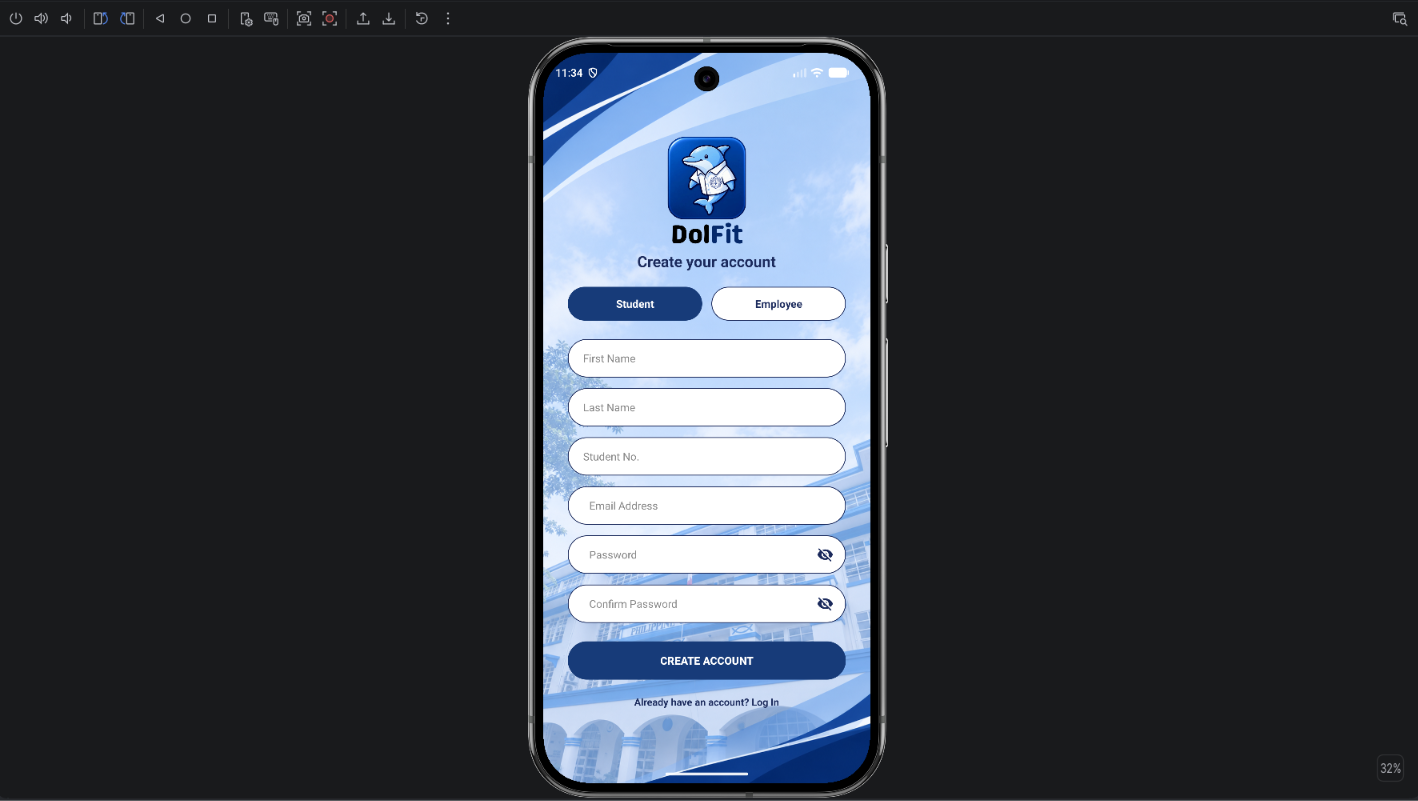 11:34
DolFit
Create your account
Student
Employee
First Name
Last Name
Student No.
Email Address
Password
Confirm Password
CREATE ACCOUNT
Already have an account? Log In
32%